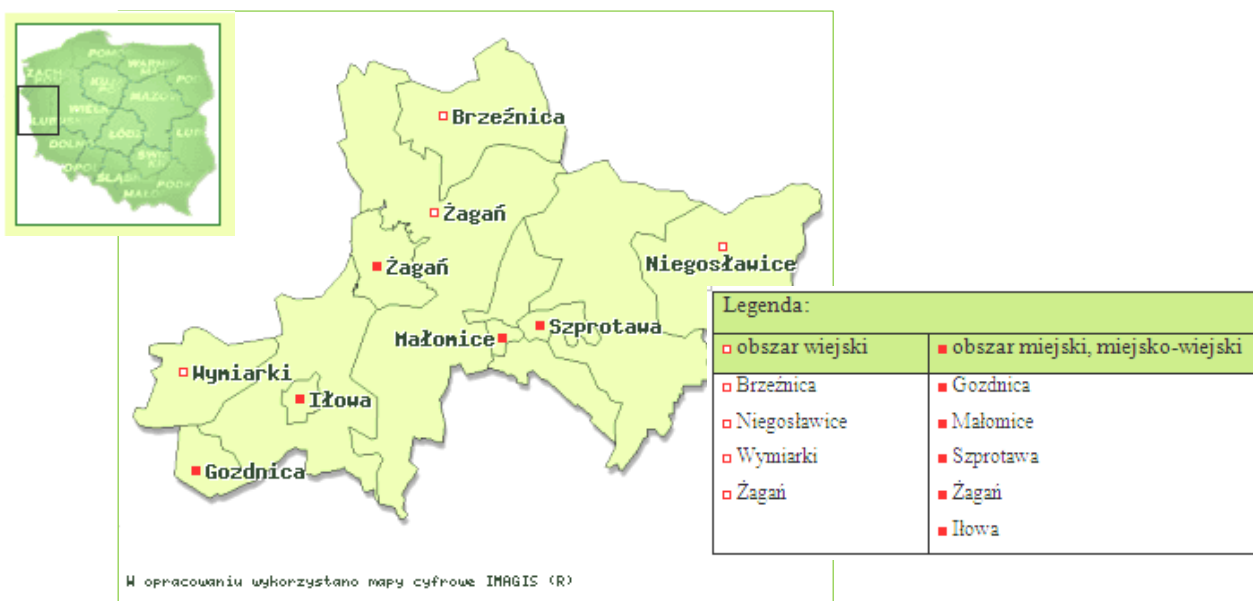 Brzeźnica
Żagań
Żagań
Niegosławice
Małomice
Szprotawa
Wymiarki
Iłowa
Gozdnica
W opracowaniu wykorzystano mapy cyfrowe IMAGIS (R)
Legenda:
obszar wiejski
obszar miejski, miejsko-wiejski
Brzeźnica
Gozdnica
Niegosławice
Małomice
Wymiarki
Szprotawa
Żagań
Żagań
Iłowa